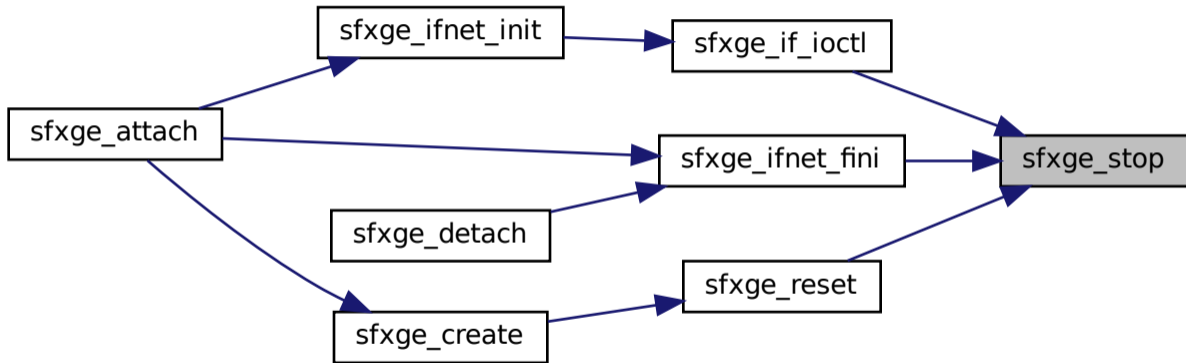 sfxge_ifnet_init
sfxge_if_ioctl
sfxge_attach
sfxge_ifnet_fini
sfxge_stop
sfxge_detach
sfxge_reset
sfxge_create